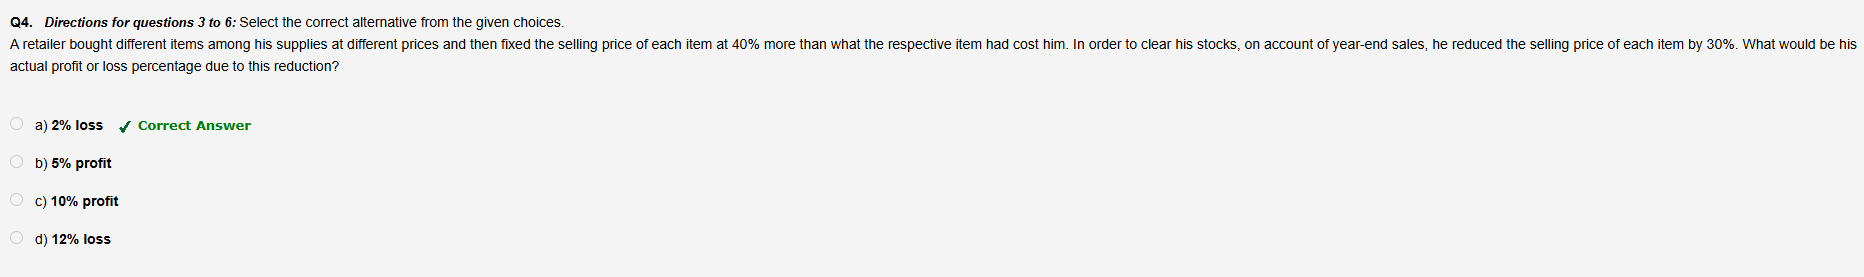 Q4. Directions for questions 3 to 6: Select the correct alternative from the given choices.
A retailer bought different items among his supplies at different prices and then fixed the selling price of each item at 40% more than what the respective item had cost him. In order to clear his stocks, on account of year-end sales, he reduced the selling price of each item by 30%. What would be his
actual profit or loss percentage due to this reduction?
a) 2% loss ✓ Correct Answer
b) 5% profit
c) 10% profit
d) 12% loss